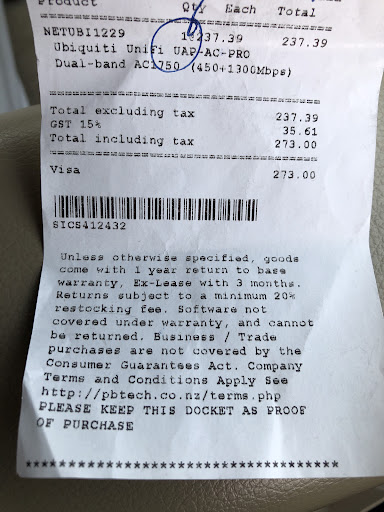 Product Qty Each Total
NETUBI1229 1@237.39 237.39
Ubiquiti UniFi UAP-AC-PRO
Dual-band AC1750 (450+1300Mbps)
Total excluding tax 237.39
GST 15% 35.61
Total including tax 273.00
Visa 273.00
SICS412432
Unless otherwise specified, goods
come with 1 year return to base
warranty, Ex-Lease with 3 months.
Returns subject to a minimum 20%
restocking fee. Software not
covered under warranty, and cannot
be returned. Business / Trade
purchases are not covered by the
Consumer Guarantees Act. Company
Terms and Conditions Apply See
http://pbtech.co.nz/terms.php
PLEASE KEEP THIS DOCKET AS PROOF
OF PURCHASE
**************************************